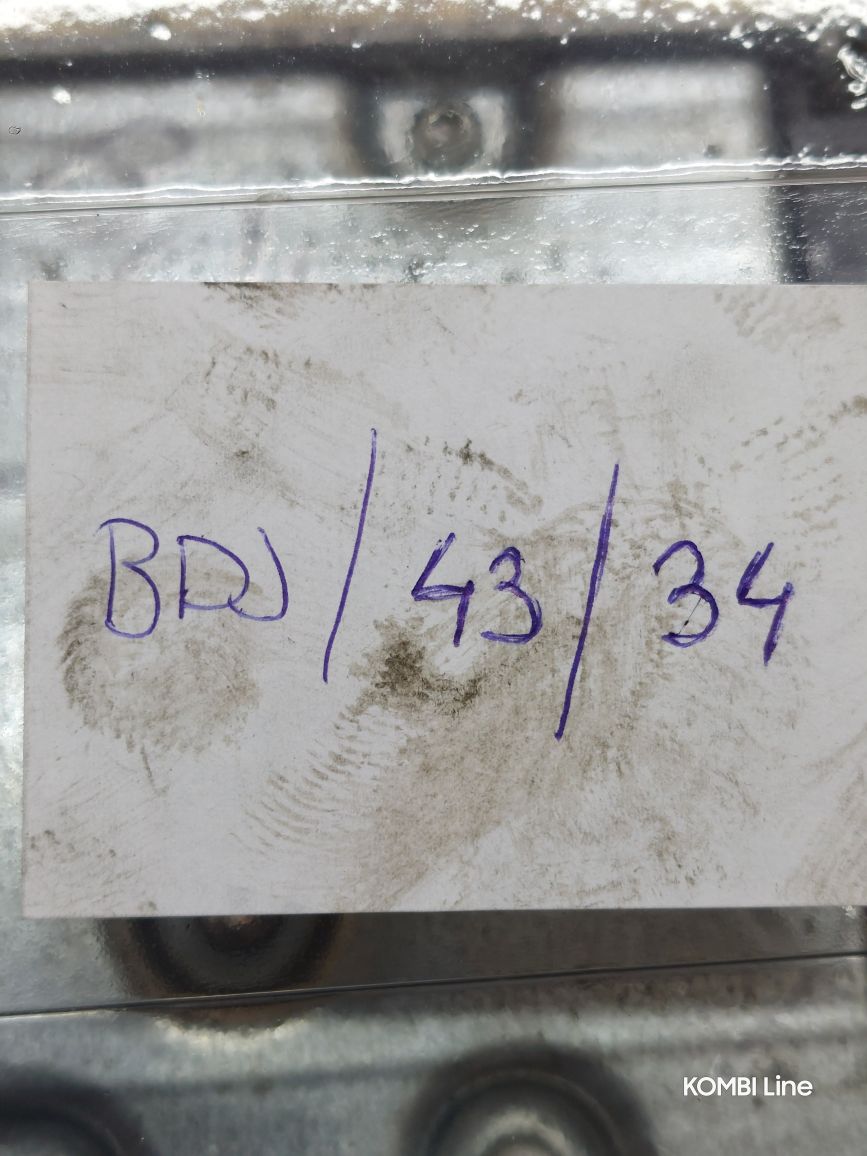 BDJ / 43 / 34
KOMBI Line